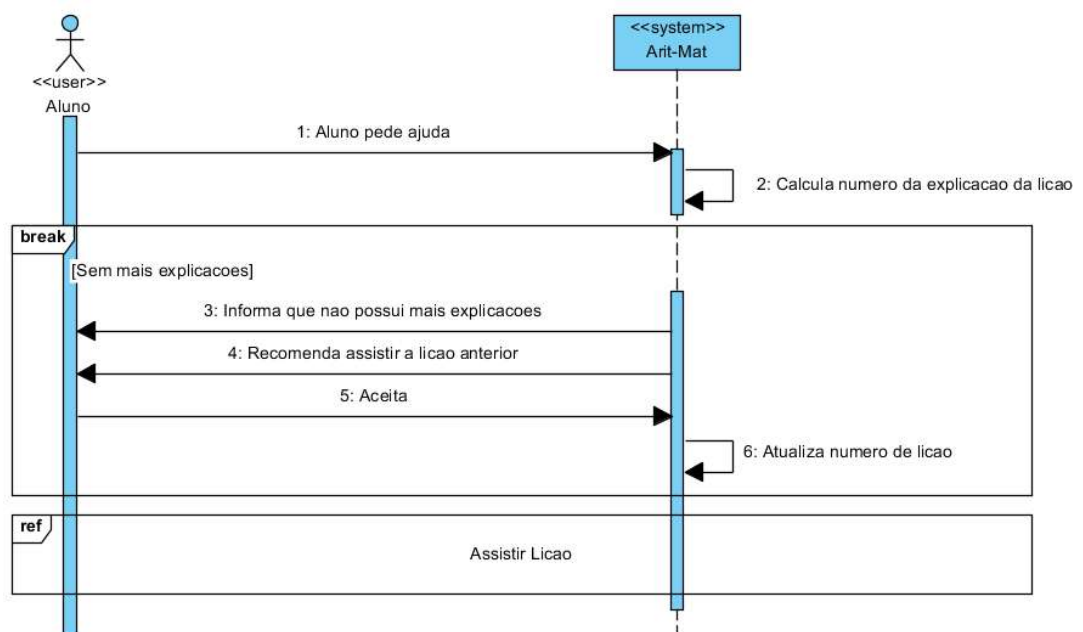 <<system>>
Arit-Mat
<<user>>
Aluno
1: Aluno pede ajuda
2: Calcula numero da explicacao da licao
break
[Sem mais explicacoes]
3: Informa que nao possui mais explicacoes
4: Recomenda assistir a licao anterior
5: Aceita
6: Atualiza numero de licao
ref
Assistir Licao